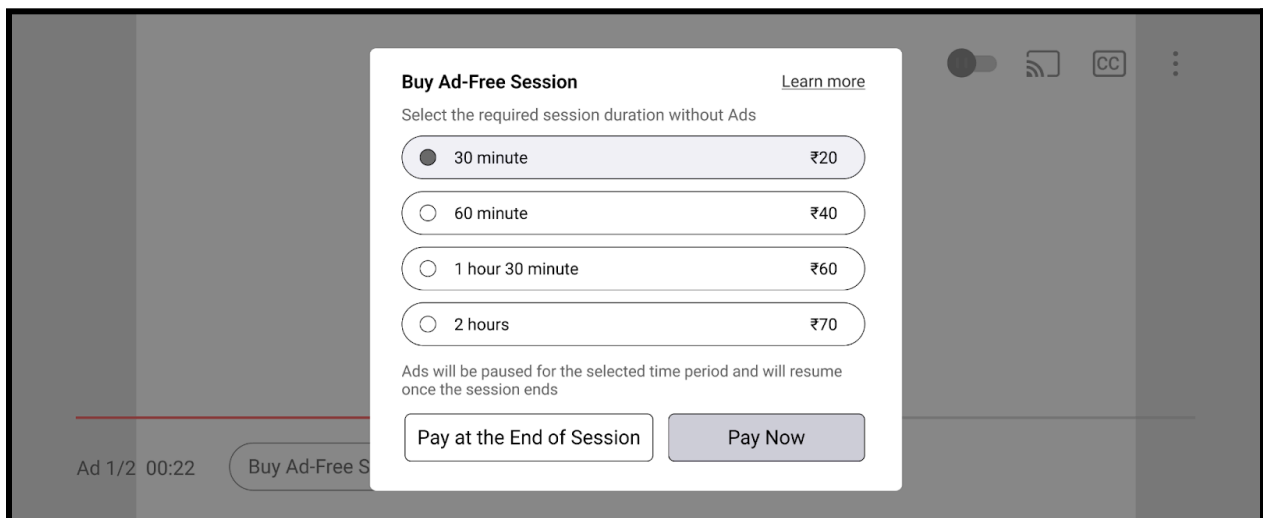 Buy Ad-Free Session
Learn more
Select the required session duration without Ads
30 minute ₹20
60 minute ₹40
1 hour 30 minute ₹60
2 hours ₹70
Ads will be paused for the selected time period and will resume
once the session ends
Pay at the End of Session
Pay Now
CC
Ad 1/2 00:22
Buy Ad-Free S